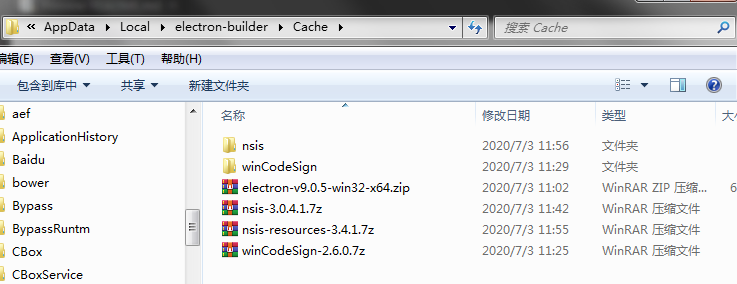 « AppData ▸ Local ▸ electron-builder ▸ Cache ▸
搜索 Cache
编辑(E) 查看(V) 工具(T) 帮助(H)
包含到库中 共享 新建文件夹
名称 修改日期 类型 大小
aef
ApplicationHistory
Baidu
bower
Bypass
BypassRuntm
CBox
CBoxService
nsis 2020/7/3 11:56 文件夹
winCodeSign 2020/7/3 11:29 文件夹
electron-v9.0.5-win32-x64.zip 2020/7/3 11:02 WinRAR ZIP 压缩... 6
nsis-3.0.4.1.7z 2020/7/3 11:42 WinRAR 压缩文件
nsis-resources-3.4.1.7z 2020/7/3 11:55 WinRAR 压缩文件
winCodeSign-2.6.0.7z 2020/7/3 11:25 WinRAR 压缩文件